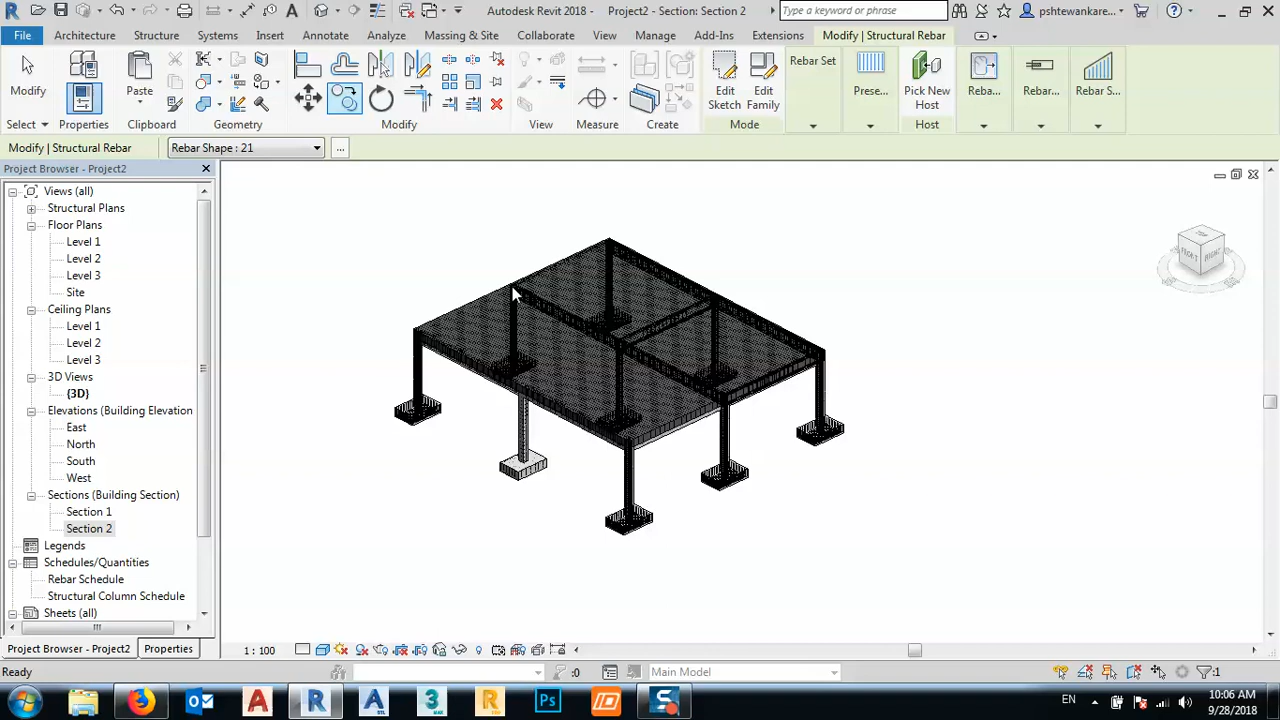 Autodesk Revit 2018 - Project2 - Section: Section 2
Type a keyword or phrase
pshtewankare...
File Architecture Structure Systems Insert Annotate Analyze Massing & Site Collaborate View Manage Add-Ins Extensions Modify | Structural Rebar
Modify
Select
Properties
Paste
Clipboard
Geometry
Modify
View
Measure
Create
Edit Sketch
Edit Family
Mode
Rebar Set
Prese...
Pick New Host
Host
Reba...
Rebar...
Rebar S...
Modify | Structural Rebar
Rebar Shape : 21
...
Project Browser - Project2
Views (all)
Structural Plans
Floor Plans
Level 1
Level 2
Level 3
Site
Ceiling Plans
Level 1
Level 2
Level 3
3D Views
{3D}
Elevations (Building Elevation
East
North
South
West
Sections (Building Section)
Section 1
Section 2
Legends
Schedules/Quantities
Rebar Schedule
Structural Column Schedule
Sheets (all)
Project Browser - Project2
Properties
TOP
FRONT
RIGHT
1 : 100
Ready
:0
Main Model
:1
EN
10:06 AM
9/28/2018